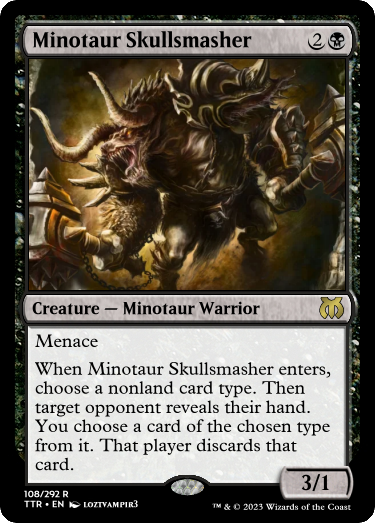 Minotaur Skullsmasher 2
Creature — Minotaur Warrior
Menace
When Minotaur Skullsmasher enters,
choose a nonland card type. Then
target opponent reveals their hand.
You choose a card of the chosen type
from it. That player discards that
card.
3/1
108/292 R
TTR • EN LOZTVAMPIR3
™ & © 2023 Wizards of the Coast